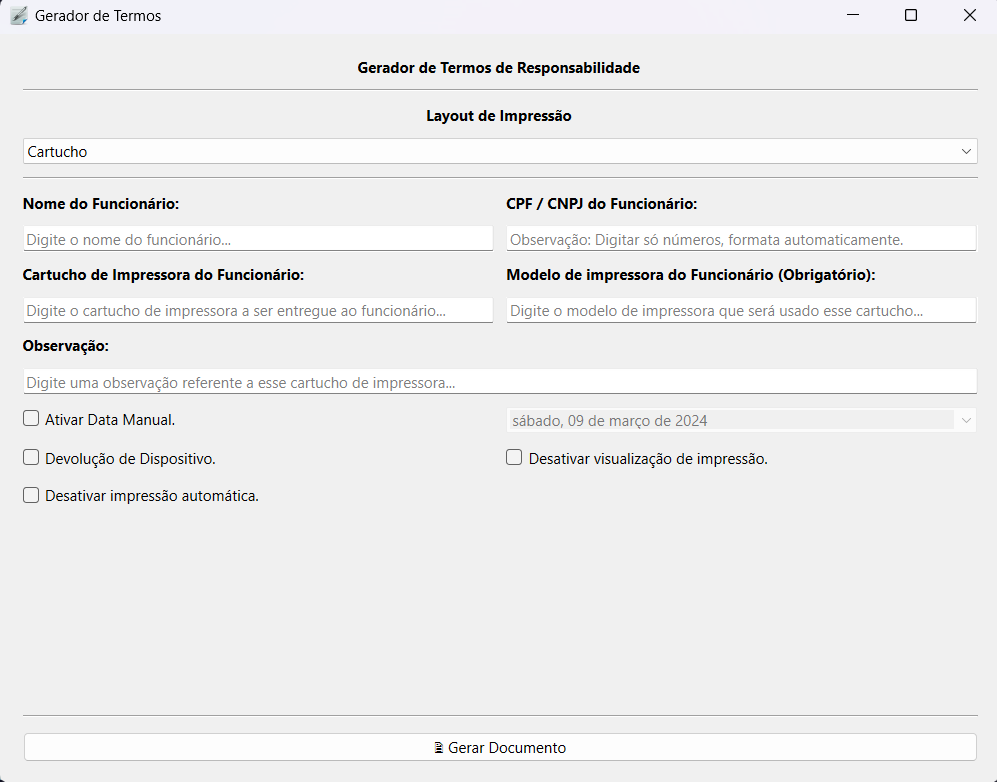 Gerador de Termos
Gerador de Termos de Responsabilidade
Layout de Impressão
Cartucho
Nome do Funcionário:
CPF / CNPJ do Funcionário:
Digite o nome do funcionário...
Observação: Digitar só números, formata automaticamente.
Cartucho de Impressora do Funcionário:
Modelo de impressora do Funcionário (Obrigatório):
Digite o cartucho de impressora a ser entregue ao funcionário...
Digite o modelo de impressora que será usado esse cartucho...
Observação:
Digite uma observação referente a esse cartucho de impressora...
Ativar Data Manual.
sábado, 09 de março de 2024
Devolução de Dispositivo.
Desativar visualização de impressão.
Desativar impressão automática.
Gerar Documento